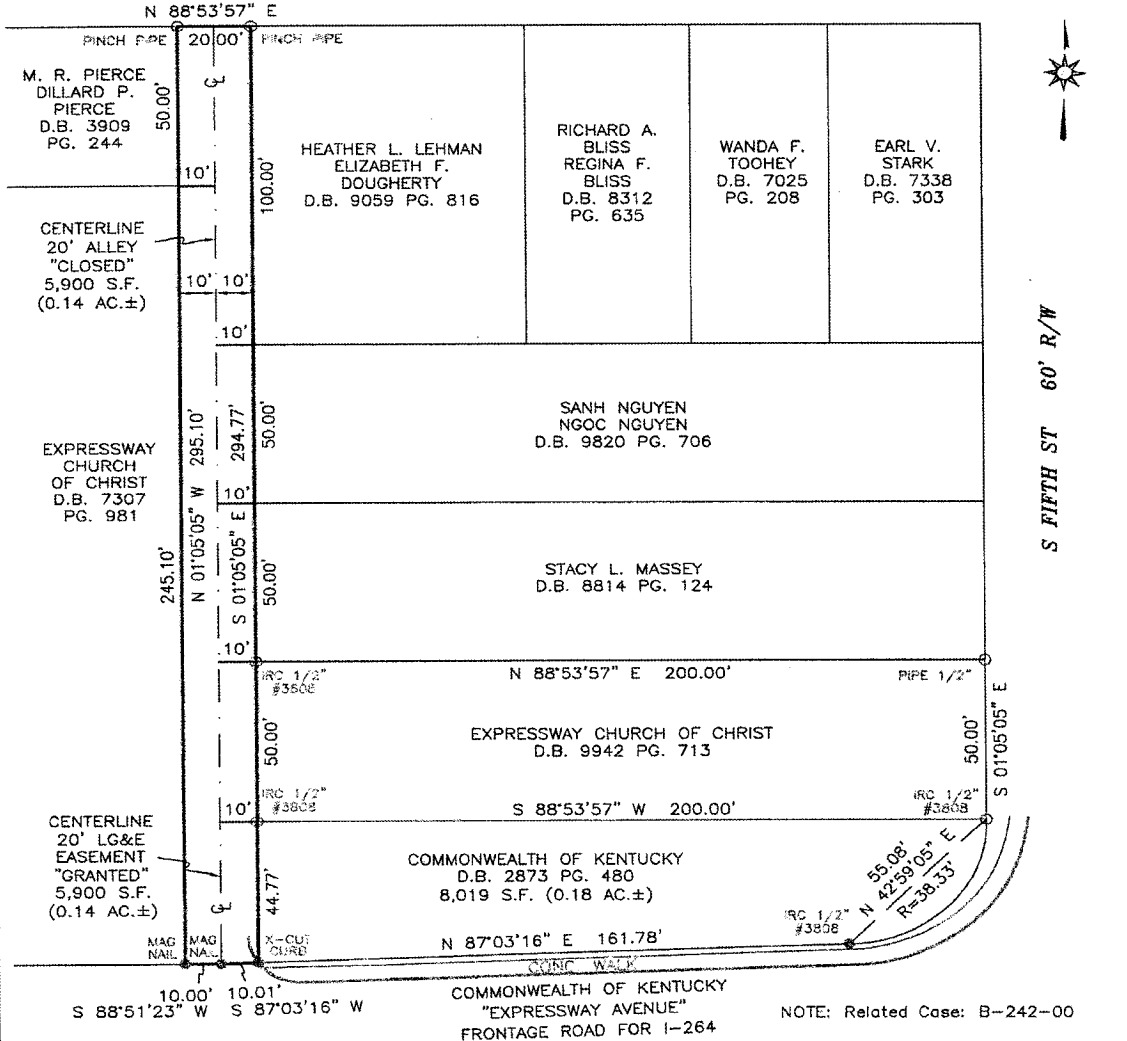 N 88°53'57" E
PINCH PIPE
20.00'
PINCH PIPE
M. R. PIERCE
DILLARD P.
PIERCE
D.B. 3909
PG. 244
50.00'
C
L
10'
100.00'
HEATHER L. LEHMAN
ELIZABETH F.
DOUGHERTY
D.B. 9059 PG. 816
RICHARD A.
BLISS
REGINA F.
BLISS
D.B. 8312
PG. 635
WANDA F.
TOOHEY
D.B. 7025
PG. 208
EARL V.
STARK
D.B. 7338
PG. 303
CENTERLINE
20' ALLEY
"CLOSED"
5,900 S.F.
(0.14 AC.±)
10' 10'
10'
S FIFTH ST 60' R/W
EXPRESSWAY
CHURCH
OF CHRIST
D.B. 7307
PG. 981
245.10'
N 01°05'05" W 295.10'
S 01°05'05" E 294.77'
50.00'
SANH NGUYEN
NGOC NGUYEN
D.B. 9820 PG. 706
10'
50.00'
STACY L. MASSEY
D.B. 8814 PG. 124
10'
IRC 1/2"
#3808
N 88°53'57" E 200.00'
PIPE 1/2"
50.00'
EXPRESSWAY CHURCH OF CHRIST
D.B. 9942 PG. 713
50.00'
S 01°05'05" E
10'
IRC 1/2"
#3808
S 88°53'57" W 200.00'
IRC 1/2"
#3808
CENTERLINE
20' LG&E
EASEMENT
"GRANTED"
5,900 S.F.
(0.14 AC.±)
C
L
44.77'
COMMONWEALTH OF KENTUCKY
D.B. 2873 PG. 480
8,019 S.F. (0.18 AC.±)
55.08'
N 42°59'05" E
R=38.33'
IRC 1/2"
#3808
MAG
NAIL
MAG
NAIL
X-CUT
CURB
N 87°03'16" E 161.78'
CONC WALK
10.00' 10.01'
S 88°51'23" W S 87°03'16" W
COMMONWEALTH OF KENTUCKY
"EXPRESSWAY AVENUE"
FRONTAGE ROAD FOR I-264
NOTE: Related Case: B-242-00